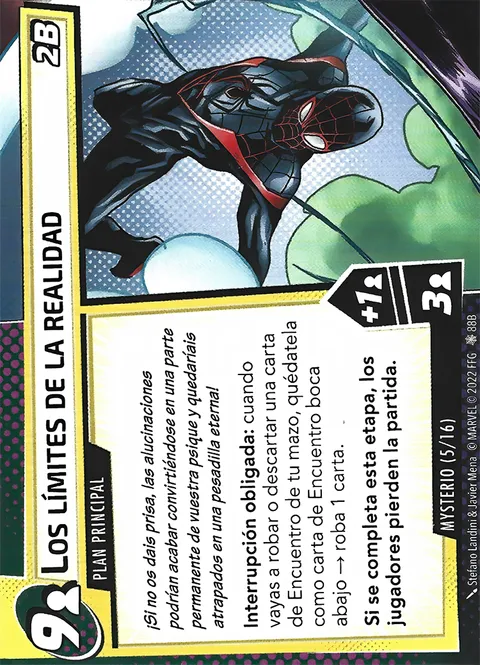 9
LOS LÍMITES DE LA REALIDAD
2B
PLAN PRINCIPAL
¡Si no os dais prisa, las alucinaciones
podrían acabar convirtiéndose en una parte
permanente de vuestra psique y quedaríais
atrapados en una pesadilla eterna!
Interrupción obligada: cuando
vayas a robar o descartar una carta
de Encuentro de tu mazo, quédatela
como carta de Encuentro boca
abajo → roba 1 carta.
Si se completa esta etapa, los
jugadores pierden la partida.
+1
3
MYSTERIO (5/16)
Stefano Landini & Javier Mena © MARVEL © 2022 FFG 88B